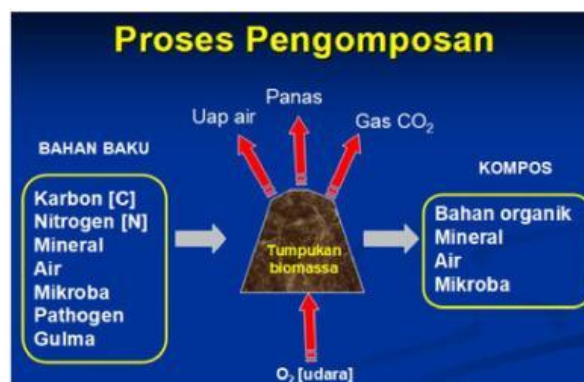 Proses Pengomposan
Panas
Uap air
Gas CO₂
BAHAN BAKU
Karbon [C]
Nitrogen [N]
Mineral
Air
Mikroba
Pathogen
Gulma
Tumpukan
biomassa
O₂ [udara]
KOMPOS
Bahan organik
Mineral
Air
Mikroba